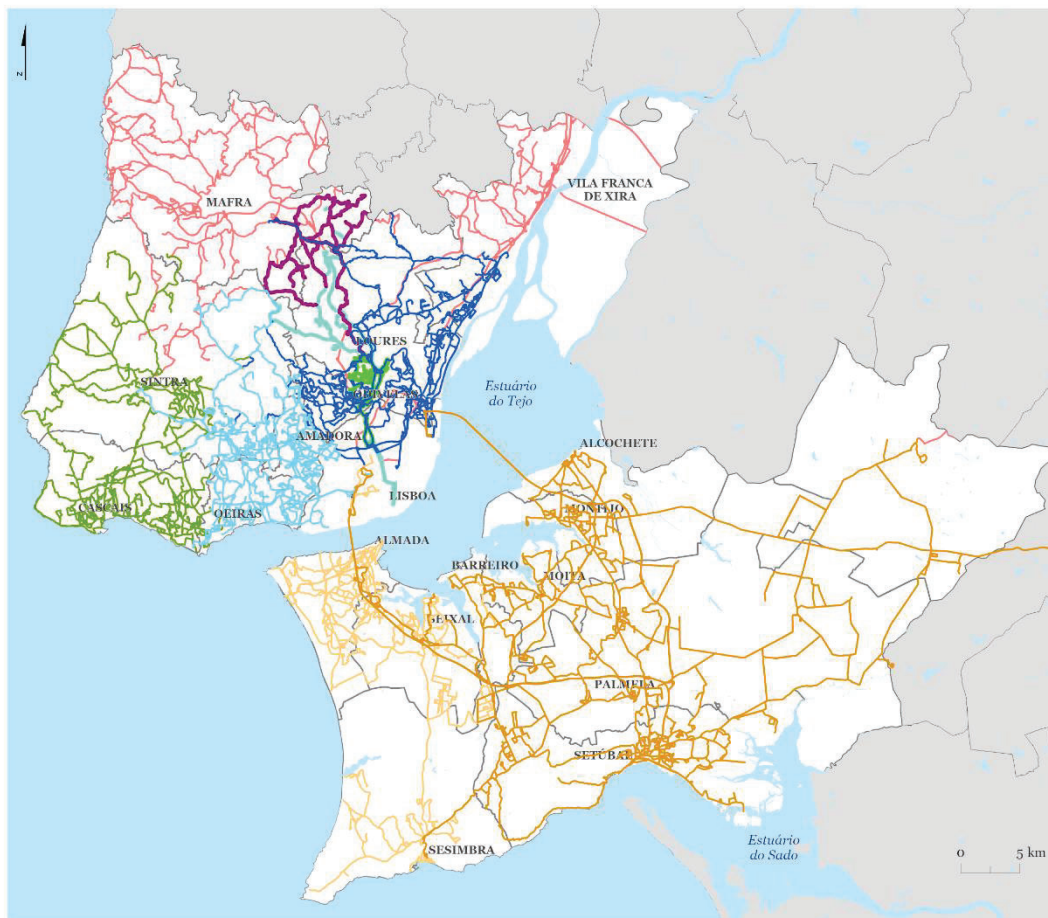 N
VILA FRANCA
DE XIRA
MAFRA
LOURES
SINTRA
ODIVELAS
Estuário
do Tejo
AMADORA
ALCOCHETE
LISBOA
CASCAIS
OEIRAS
MONTIJO
ALMADA
BARREIRO
MOITA
SEIXAL
PALMELA
SETÚBAL
Estuário
do Sado
SESIMBRA
0 5 km